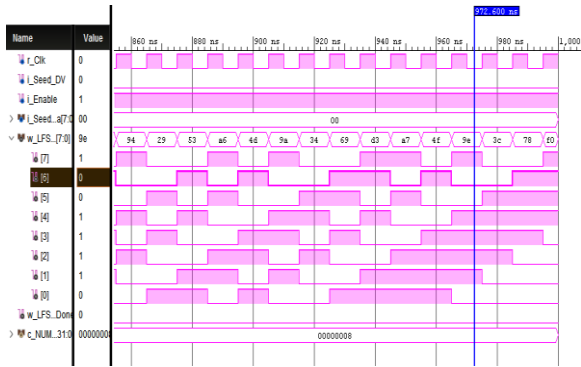 972.600 ns
Name Value 860 ns 880 ns 900 ns 920 ns 940 ns 960 ns 980 ns 1,000
r_Clk 0
i_Seed_DV 0
i_Enable 1
i_Seed...a[7:0 00 00
w_LFS..[7:0] 9e 94 29 53 a6 4d 9a 34 69 d3 a7 4f 9e 3c 78 f0
[7] 1
[6] 0
[5] 0
[4] 1
[3] 1
[2] 1
[1] 1
[0] 0
w_LFS...Done 0
c_NUM...31:0 00000008 00000008